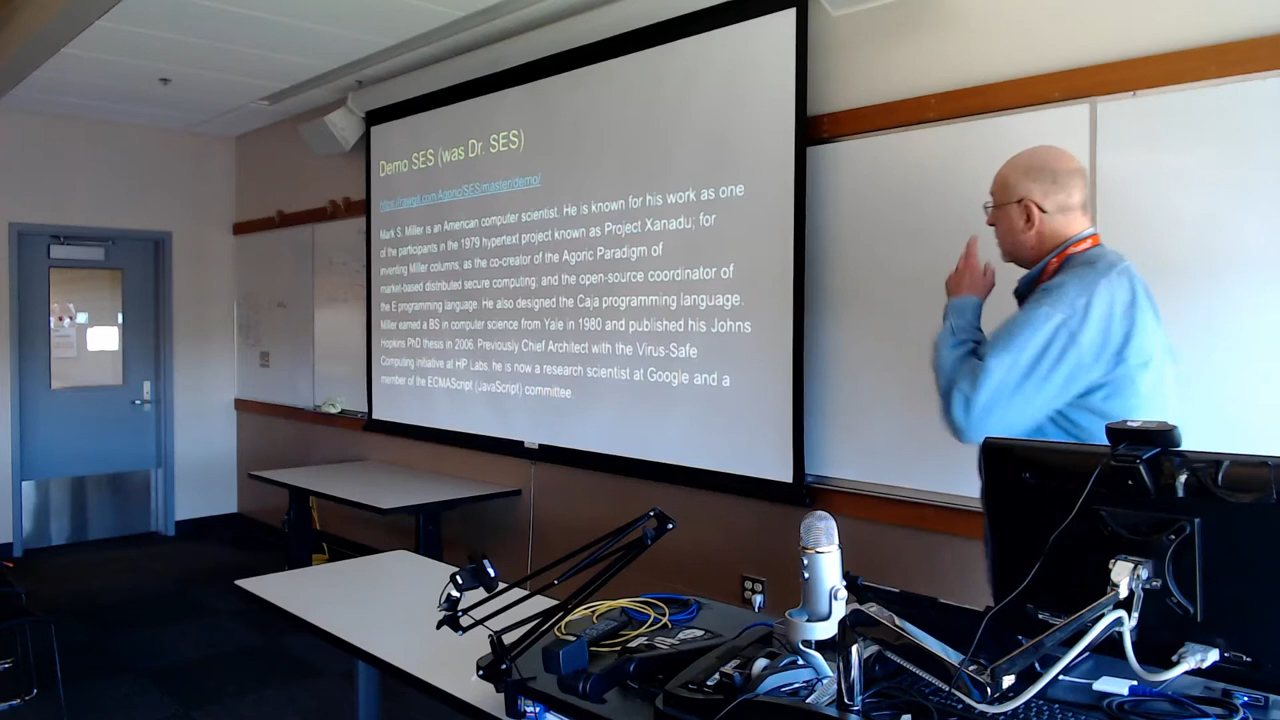 Demo SES (was Dr. SES)
https://rawgit.com/Agoric/SES/master/demo/
Mark S. Miller is an American computer scientist. He is known for his work as one
of the participants in the 1979 hypertext project known as Project Xanadu; for
inventing Miller columns; as the co-creator of the Agoric Paradigm of
market-based distributed secure computing; and the open-source coordinator of
the E programming language. He also designed the Caja programming language.
Miller earned a BS in computer science from Yale in 1980 and published his Johns
Hopkins PhD thesis in 2006. Previously Chief Architect with the Virus-Safe
Computing Initiative at HP Labs, he is now a research scientist at Google and a
member of the ECMAScript (JavaScript) committee